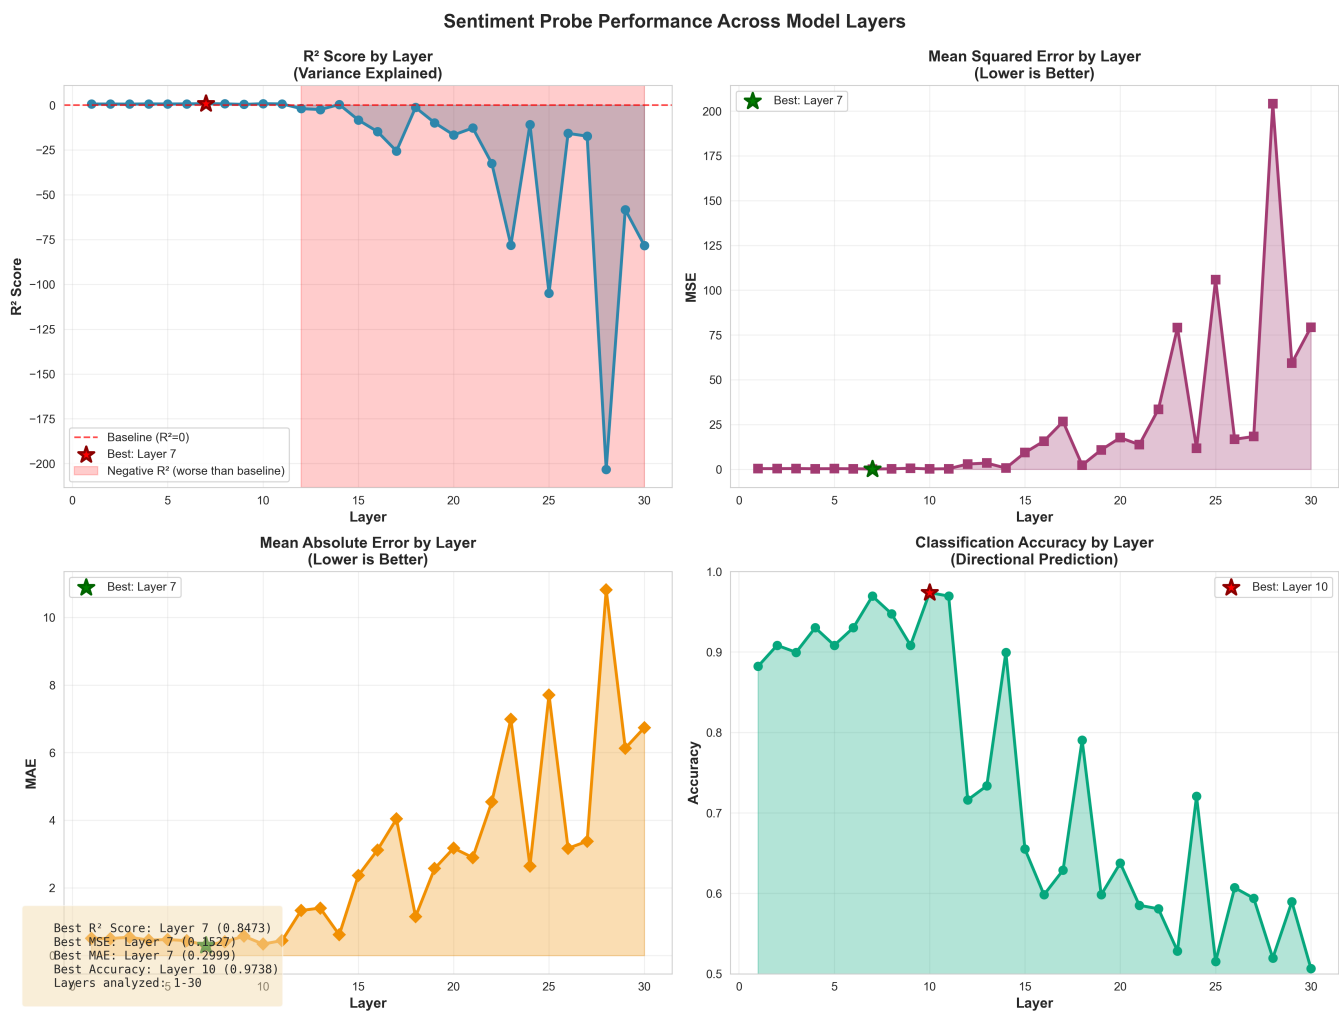 Sentiment Probe Performance Across Model Layers
R² Score by Layer
(Variance Explained)
R² Score
0
−25
−50
−75
−100
−125
−150
−175
−200
Baseline (R²=0)
Best: Layer 7
Negative R² (worse than baseline)
0 5 10 15 20 25 30
Layer
Mean Squared Error by Layer
(Lower is Better)
Best: Layer 7
MSE
200
175
150
125
100
75
50
25
0
0 5 10 15 20 25 30
Layer
Mean Absolute Error by Layer
(Lower is Better)
Best: Layer 7
MAE
10
8
6
4
2
0
0 5 10 15 20 25 30
Layer
Best R² Score: Layer 7 (0.8473)
Best MSE: Layer 7 (0.1527)
Best MAE: Layer 7 (0.2999)
Best Accuracy: Layer 10 (0.9738)
Layers analyzed: 1-30
Classification Accuracy by Layer
(Directional Prediction)
Best: Layer 10
Accuracy
1.0
0.9
0.8
0.7
0.6
0.5
0 5 10 15 20 25 30
Layer